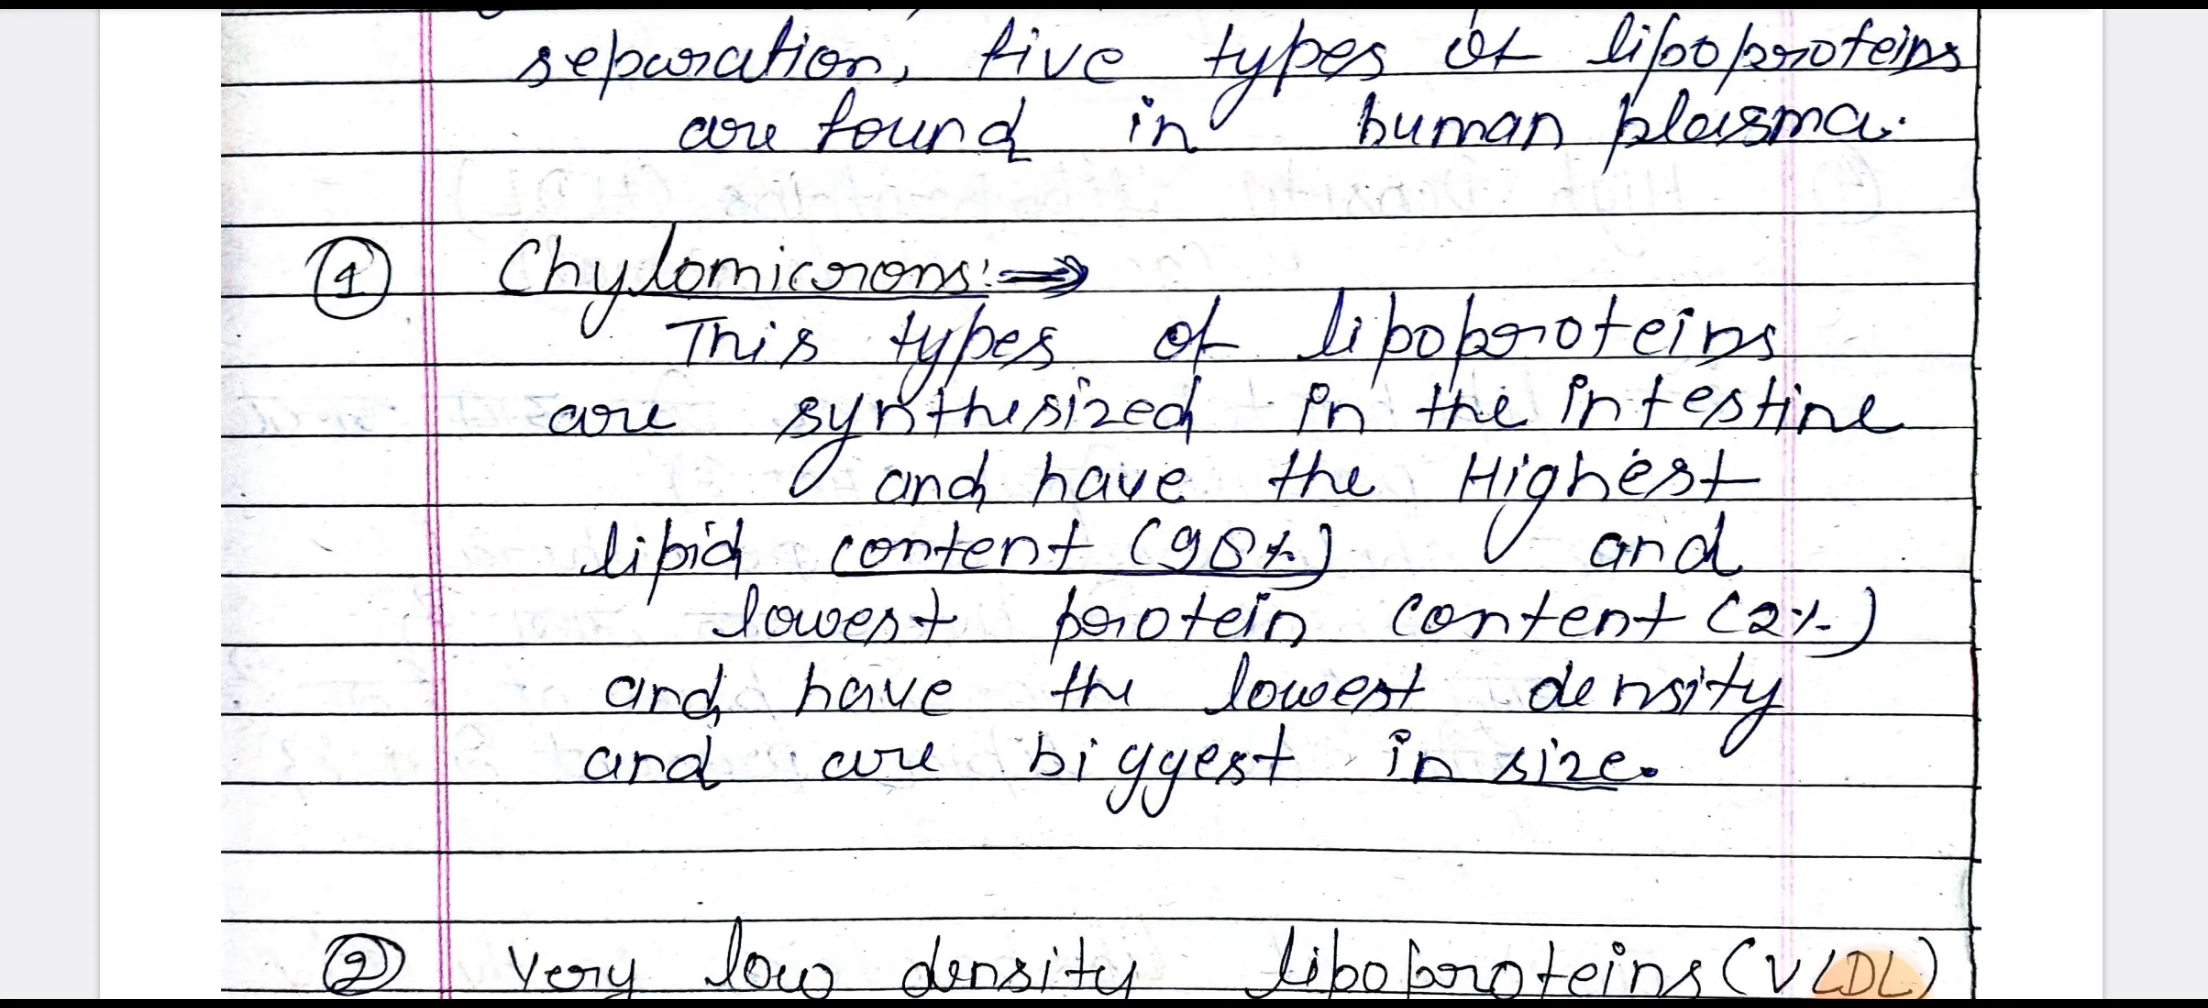 separation, five types of lipoproteins
are found in human plasma.
① Chylomicrons:⇒
This types of lipoproteins
are synthesized in the intestine
and have the Highest
lipid content (98%) and
lowest protein content (2%)
and have the lowest density
and are biggest in size.
② Very low density lipoproteins (VLDL)